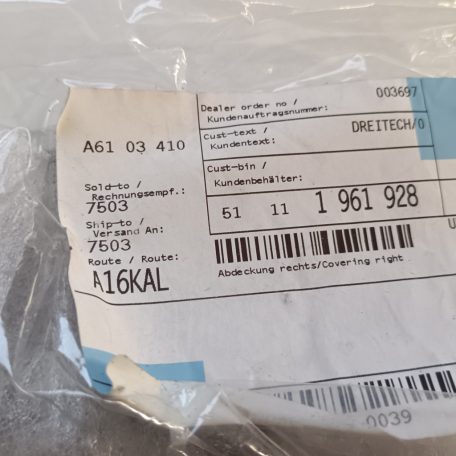 003697
Dealer order no /
Kundenauftragsnummer:
DREITECH/0
Cust-text /
Kundentext:
A61 03 410
Cust-bin /
Kundenbehälter:
Sold-to /
Rechnungsempf.:
7503
51 11 1 961 928
Ship-to /
Versand An:
7503
Route / Route:
A16KAL
Abdeckung rechts/Covering right
0039